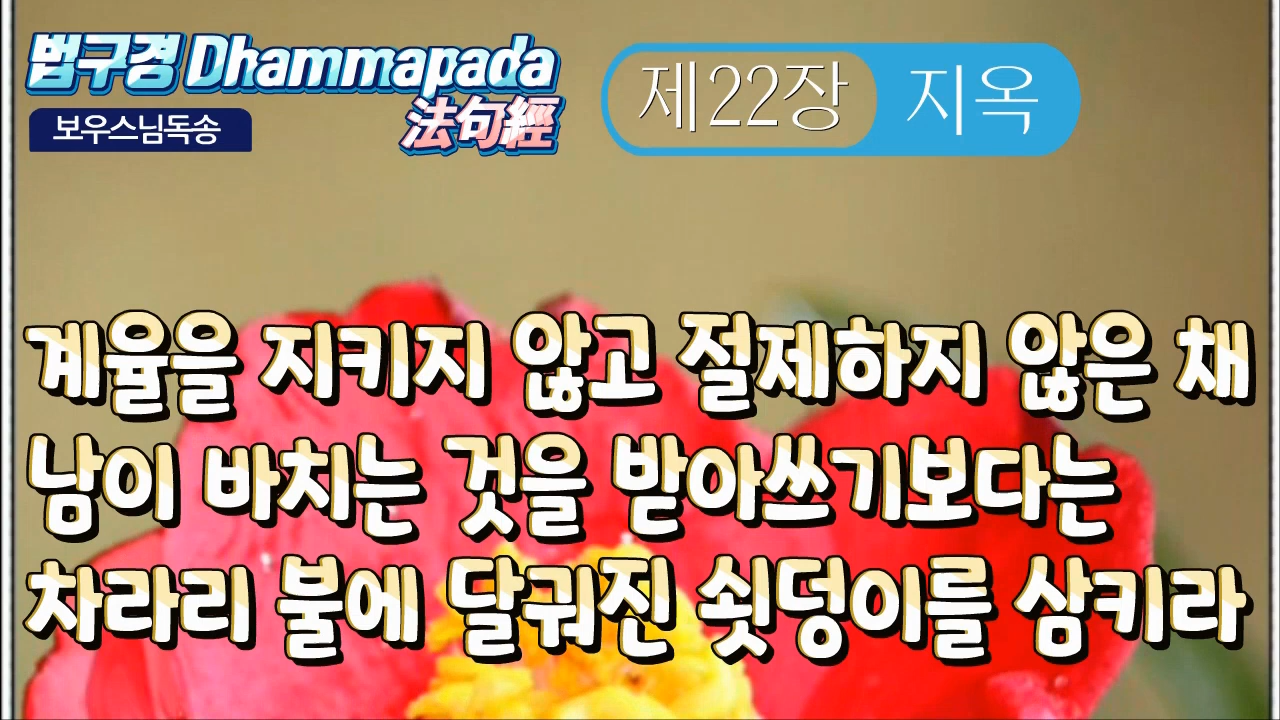 법구경 Dhammapada
法句經
보우스님독송
제22장 지옥
계율을 지키지 않고 절제하지 않은 채
남이 바치는 것을 받아쓰기보다는
차라리 불에 달궈진 쇳덩이를 삼키라